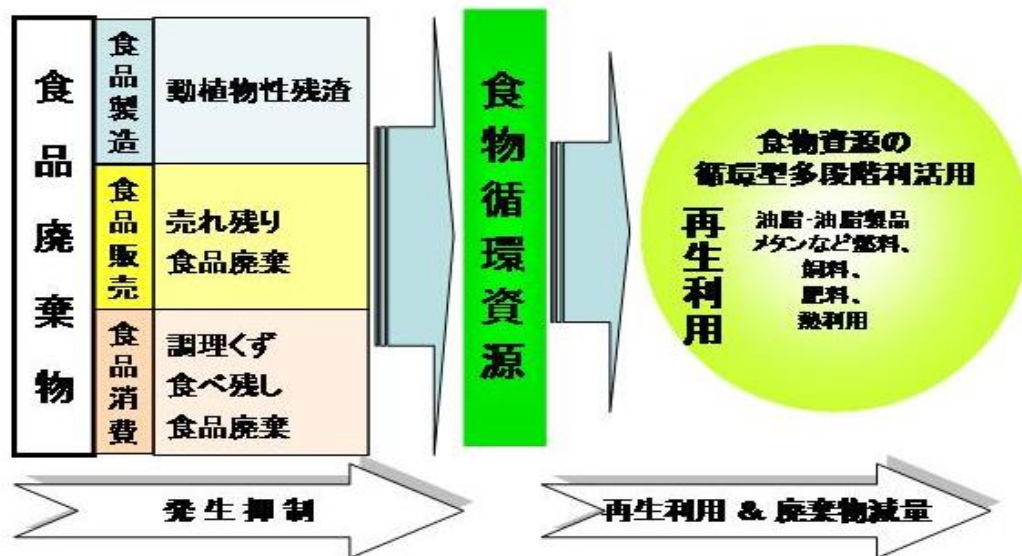 食品廃棄物
食品製造
動植物性残渣
食品販売
売れ残り
食品廃棄
食品消費
調理くず
食べ残し
食品廃棄
食物循環資源
食物資源の
循環型多段階利活用
再生利用
油脂・油脂製品
メタンなど燃料、
飼料、
肥料、
熱利用
発生抑制
再生利用 & 廃棄物減量